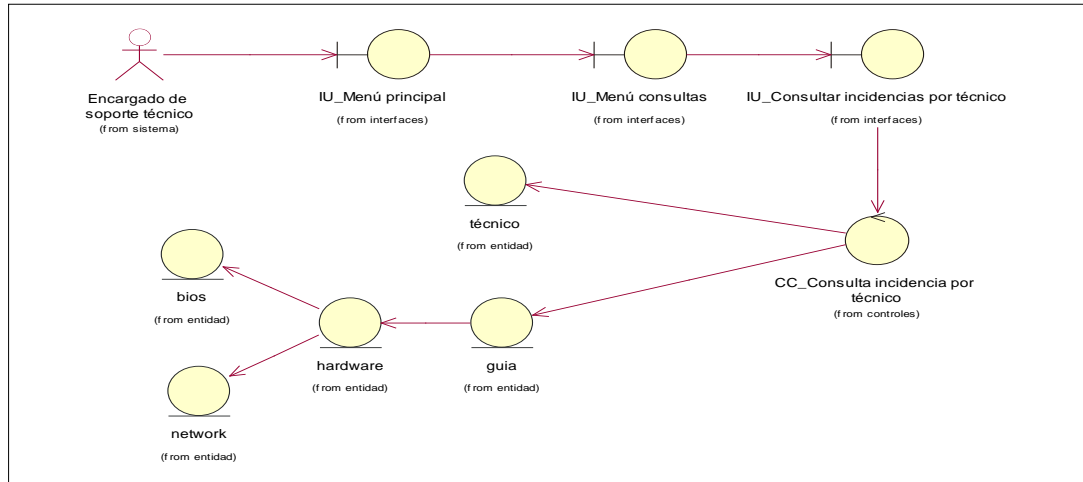 Encargado de
soporte técnico
(from sistema)
IU_Menú principal
(from interfaces)
IU_Menú consultas
(from interfaces)
IU_Consultar incidencias por técnico
(from interfaces)
técnico
(from entidad)
CC_Consulta incidencia por
técnico
(from controles)
bios
(from entidad)
hardware
(from entidad)
guia
(from entidad)
network
(from entidad)